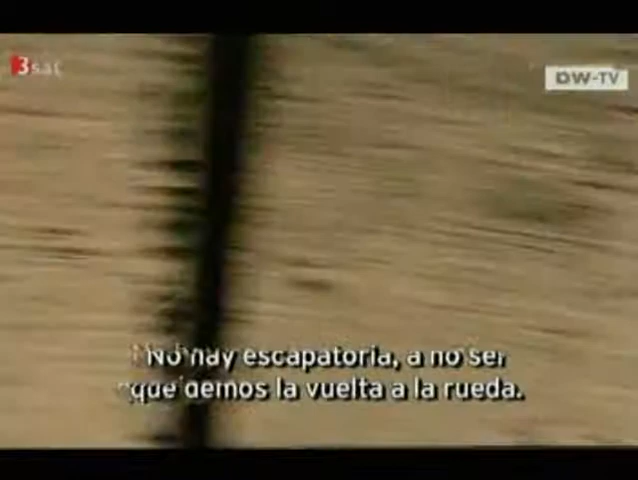 3sat
DW-TV
No hay escapatoria, a no ser
que demos la vuelta a la rueda.